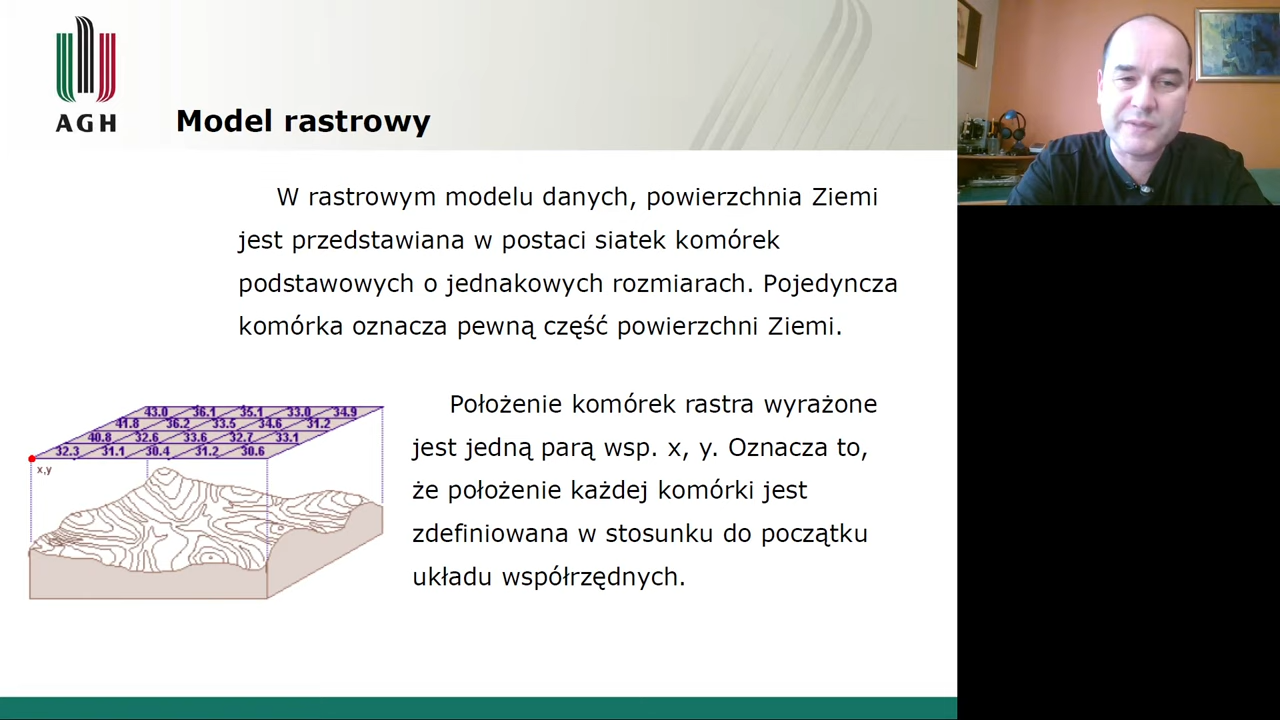 AGH
Model rastrowy
W rastrowym modelu danych, powierzchnia Ziemi
jest przedstawiana w postaci siatek komórek
podstawowych o jednakowych rozmiarach. Pojedyncza
komórka oznacza pewną część powierzchni Ziemi.
43.0 36.1 35.1 33.0 34.9
41.8 36.2 33.5 34.6 31.2
40.8 32.6 33.6 32.7 33.1
32.3 31.1 30.4 31.2 30.6
x,y
Położenie komórek rastra wyrażone
jest jedną parą wsp. x, y. Oznacza to,
że położenie każdej komórki jest
zdefiniowana w stosunku do początku
układu współrzędnych.